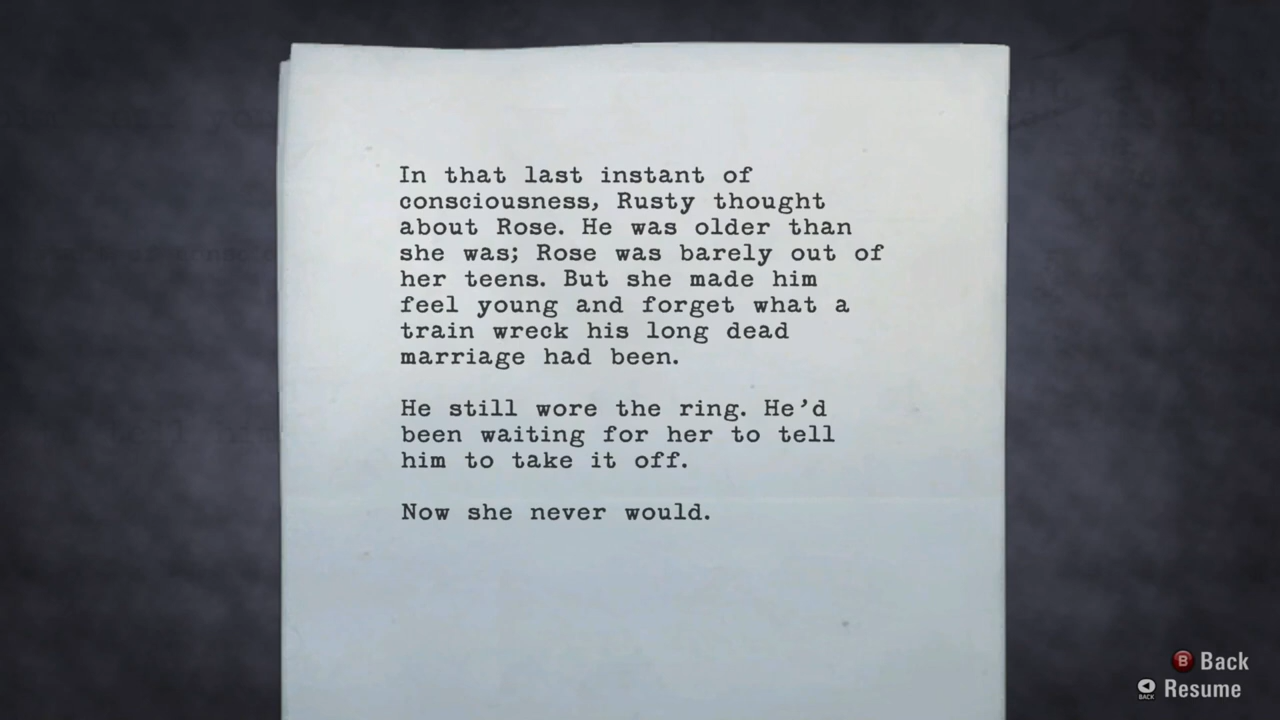 In that last instant of
consciousness, Rusty thought
about Rose. He was older than
she was; Rose was barely out of
her teens. But she made him
feel young and forget what a
train wreck his long dead
marriage had been.
He still wore the ring. He'd
been waiting for her to tell
him to take it off.
Now she never would.
B Back
BACK Resume